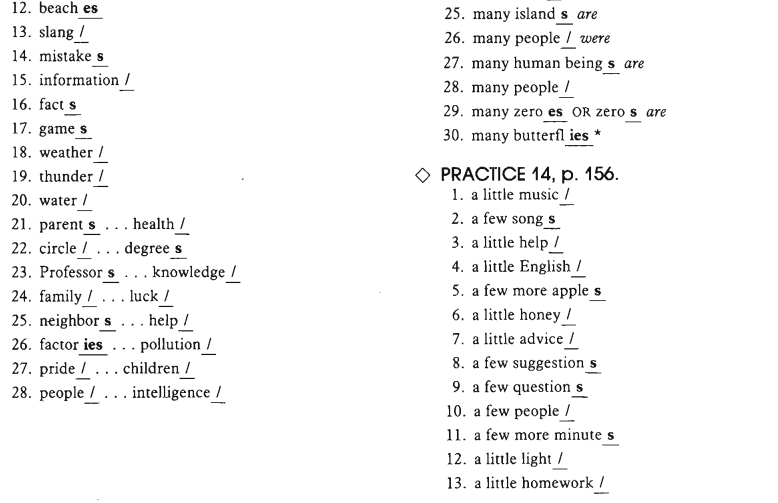 12. beach es
13. slang /
14. mistake s
15. information /
16. fact s
17. game s
18. weather /
19. thunder /
20. water /
21. parent s . . . health /
22. circle / . . . degree s
23. Professor s . . . knowledge /
24. family / . . . luck /
25. neighbor s . . . help /
26. factor ies . . . pollution /
27. pride / . . . children /
28. people / . . . intelligence /
25. many island s are
26. many people / were
27. many human being s are
28. many people /
29. many zero es OR zero s are
30. many butterfl ies *
◇ PRACTICE 14, p. 156.
1. a little music /
2. a few song s
3. a little help /
4. a little English /
5. a few more apple s
6. a little honey /
7. a little advice /
8. a few suggestion s
9. a few question s
10. a few people /
11. a few more minute s
12. a little light /
13. a little homework /